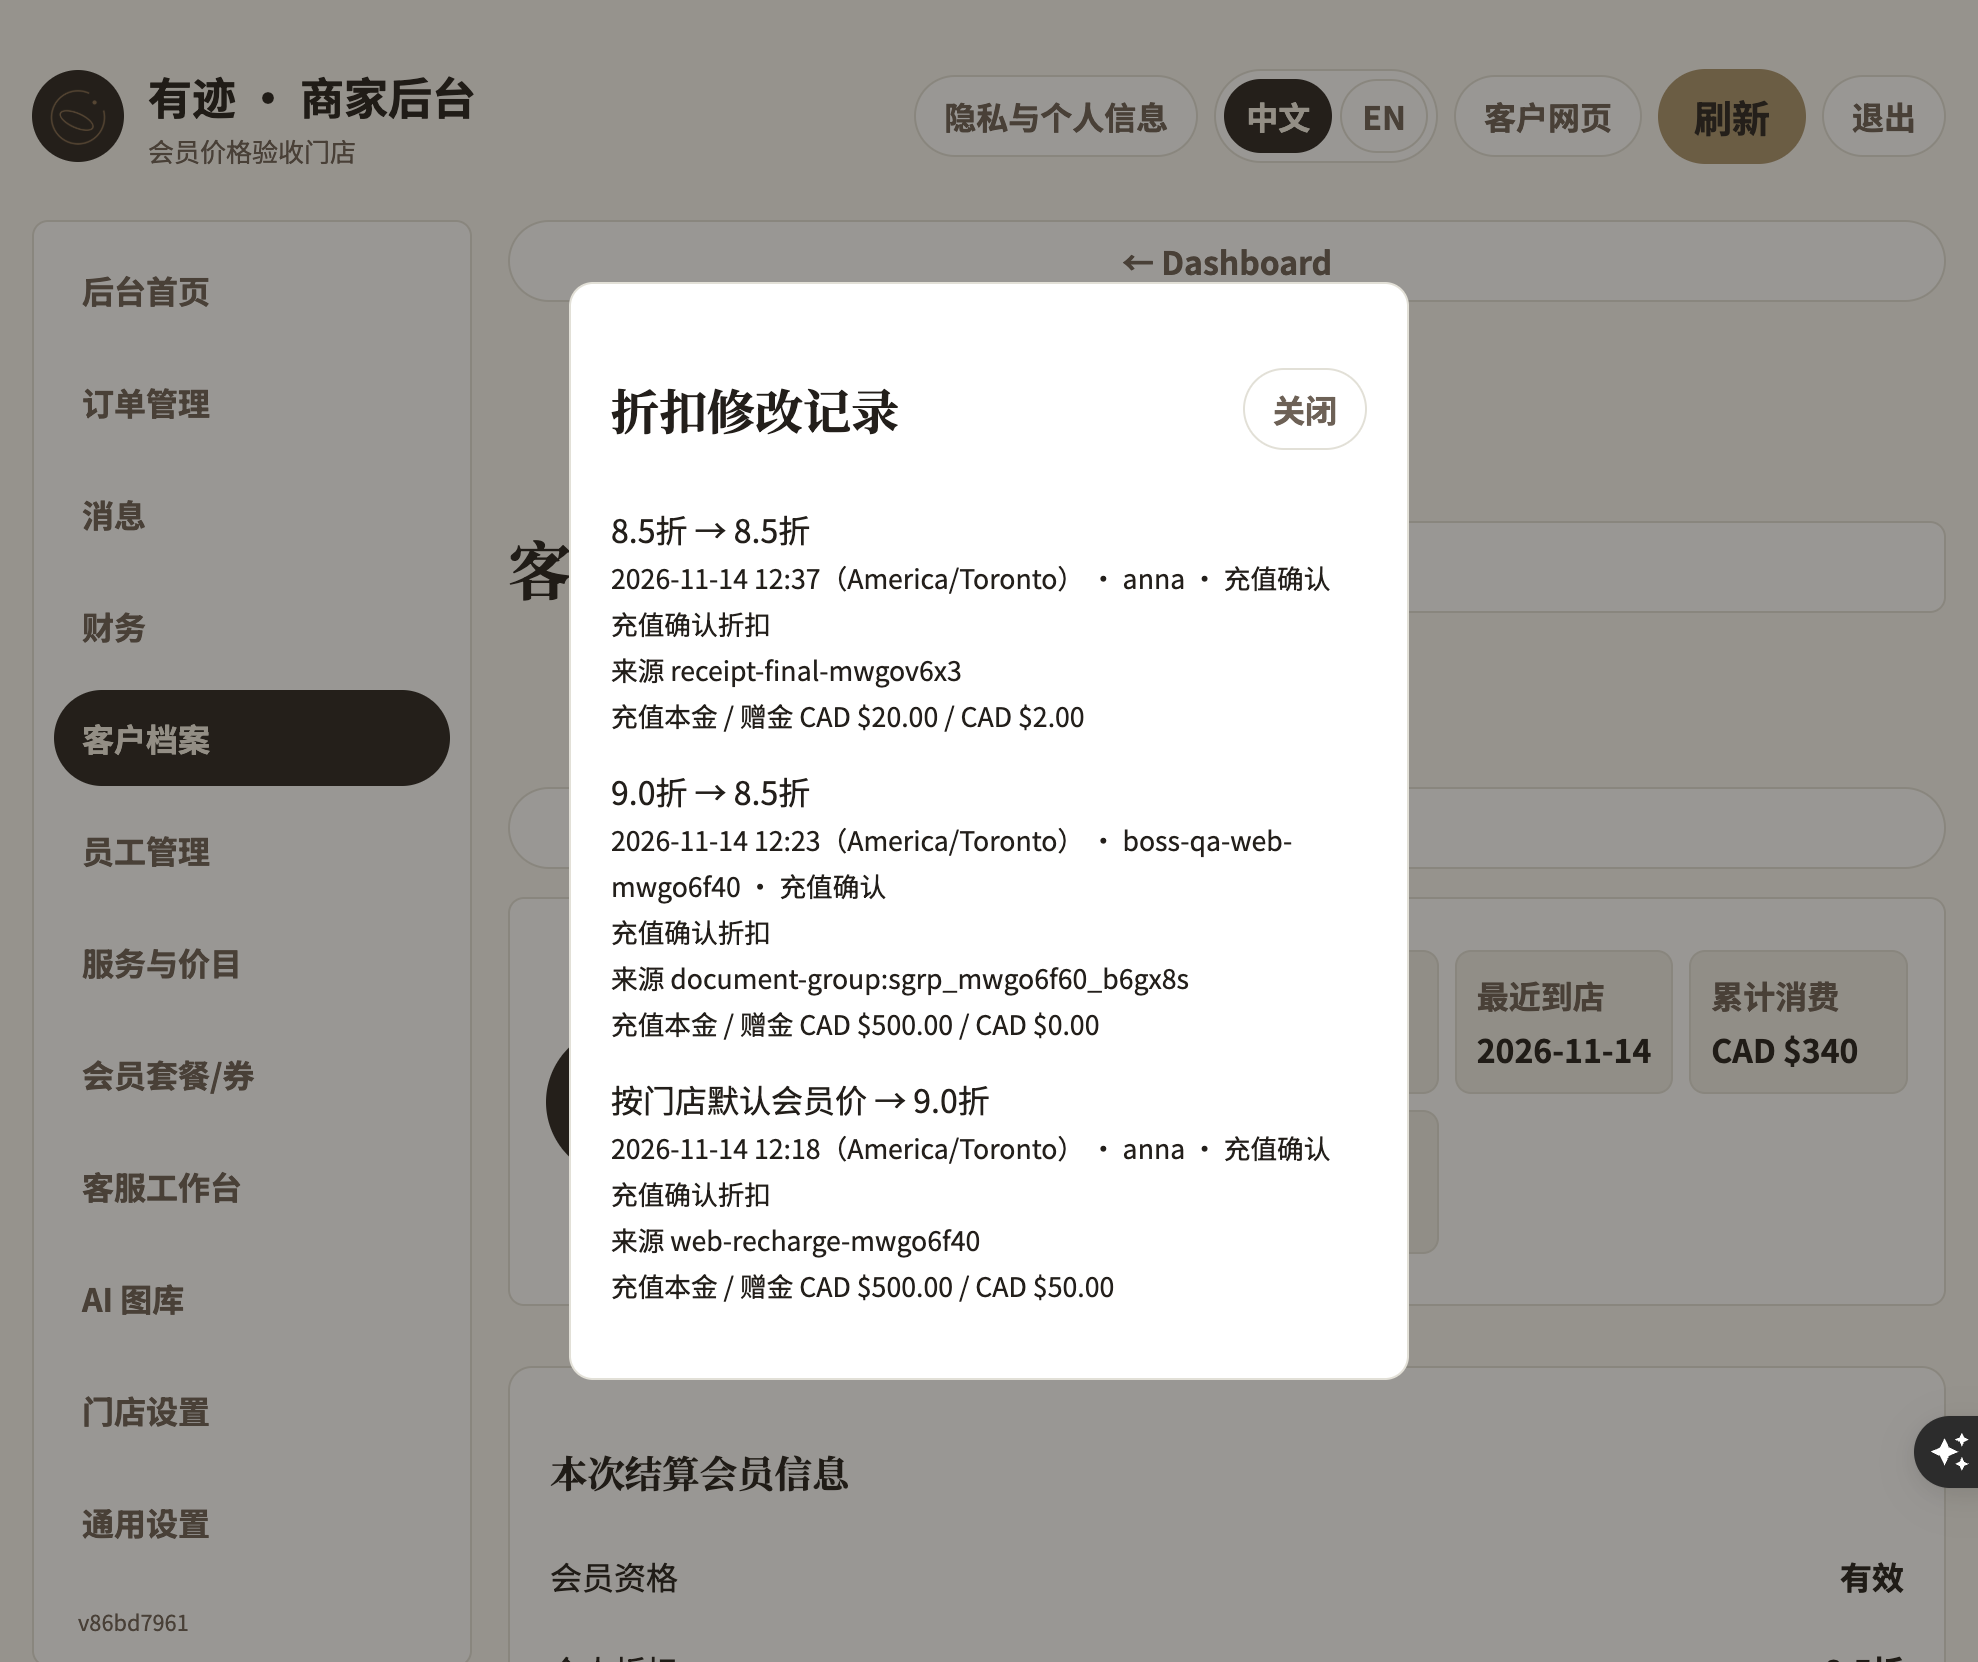 有迹 · 商家后台
会员价格验收门店
隐私与个人信息
中文
EN
客户网页
刷新
退出
后台首页
订单管理
消息
财务
客户档案
员工管理
服务与价目
会员套餐/券
客服工作台
AI 图库
门店设置
通用设置
v86bd7961
← Dashboard
客
折扣修改记录
关闭
8.5折 → 8.5折
2026-11-14 12:37（America/Toronto） · anna · 充值确认
充值确认折扣
来源 receipt-final-mwgov6x3
充值本金 / 赠金 CAD $20.00 / CAD $2.00
9.0折 → 8.5折
2026-11-14 12:23（America/Toronto） · boss-qa-web-
mwgo6f40 · 充值确认
充值确认折扣
来源 document-group:sgrp_mwgo6f60_b6gx8s
充值本金 / 赠金 CAD $500.00 / CAD $0.00
按门店默认会员价 → 9.0折
2026-11-14 12:18（America/Toronto） · anna · 充值确认
充值确认折扣
来源 web-recharge-mwgo6f40
充值本金 / 赠金 CAD $500.00 / CAD $50.00
最近到店
2026-11-14
累计消费
CAD $340
本次结算会员信息
会员资格
有效